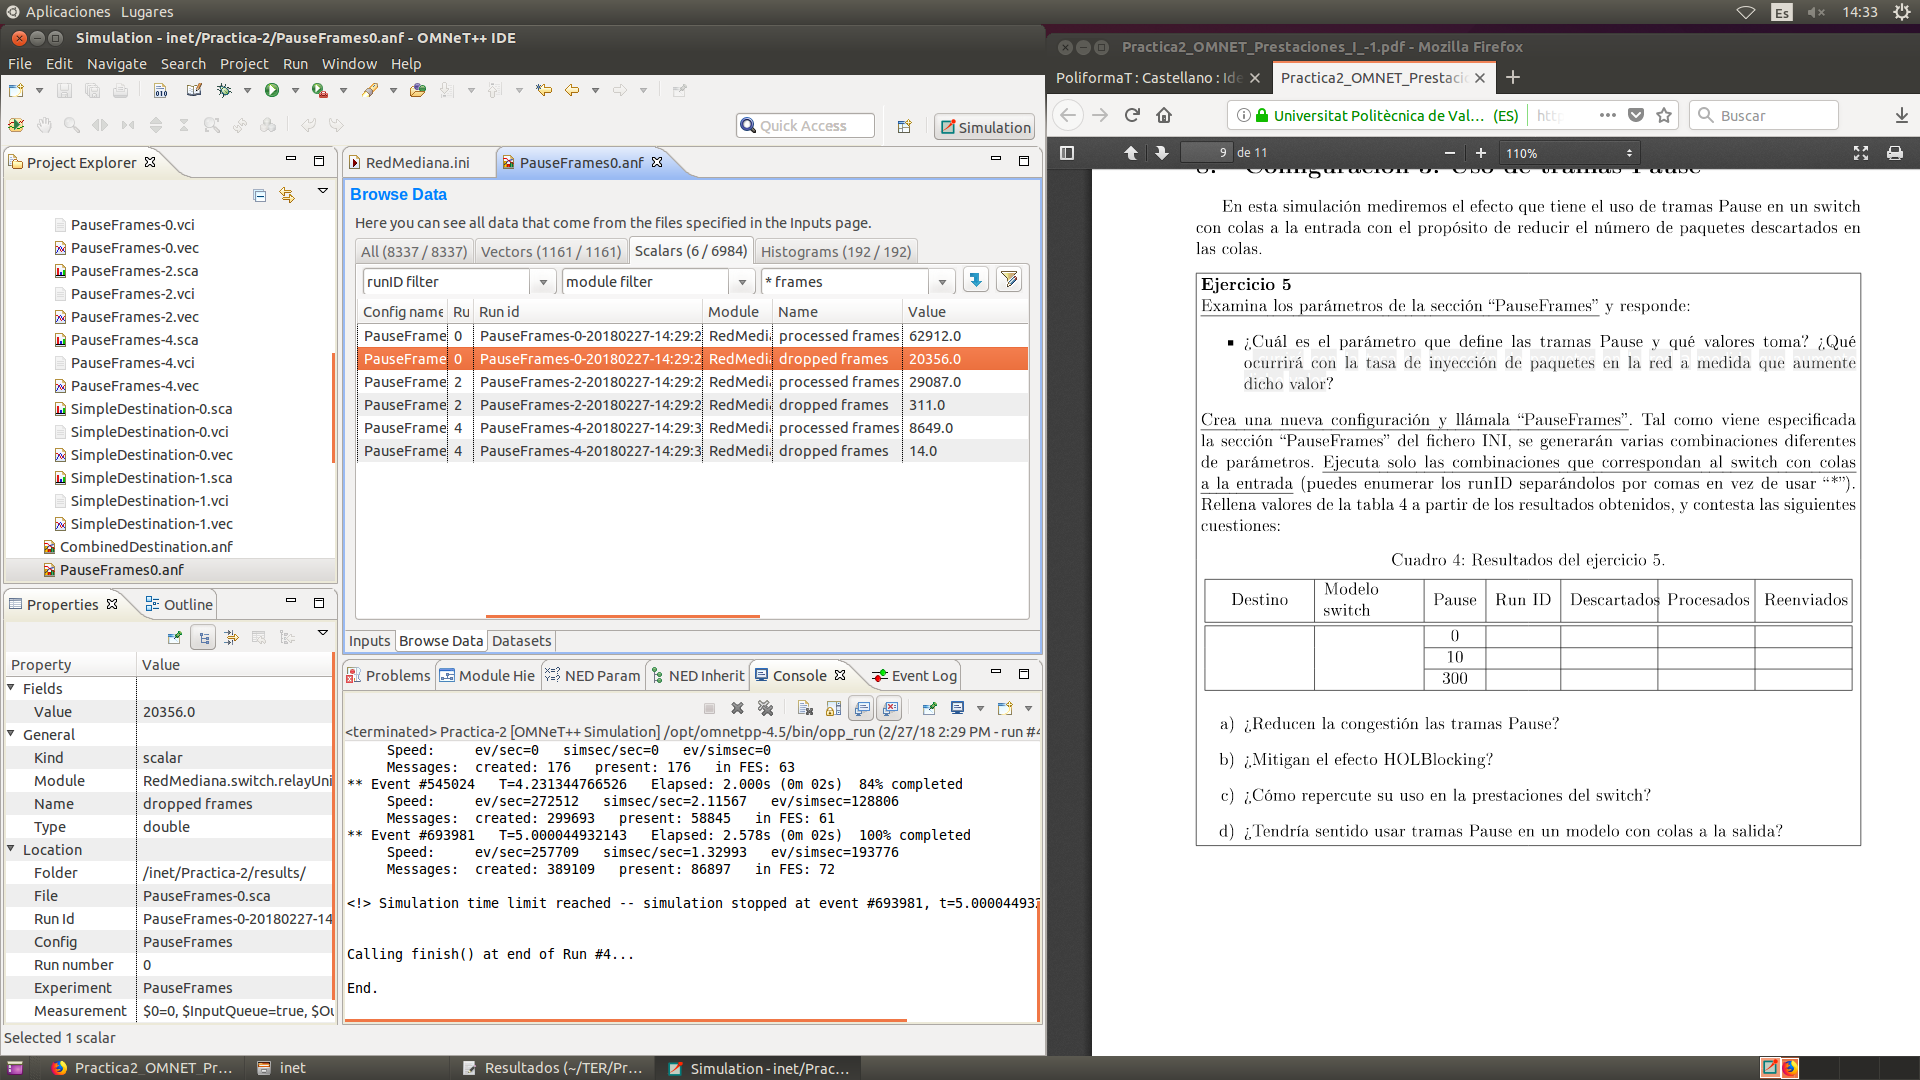 Aplicaciones Lugares
Es 14:33
Simulation - inet/Practica-2/PauseFrames0.anf - OMNeT++ IDE
File Edit Navigate Search Project Run Window Help
Quick Access
Simulation
Project Explorer
PauseFrames-0.vci
PauseFrames-0.vec
PauseFrames-2.sca
PauseFrames-2.vci
PauseFrames-2.vec
PauseFrames-4.sca
PauseFrames-4.vci
PauseFrames-4.vec
SimpleDestination-0.sca
SimpleDestination-0.vci
SimpleDestination-0.vec
SimpleDestination-1.sca
SimpleDestination-1.vci
SimpleDestination-1.vec
CombinedDestination.anf
PauseFrames0.anf
Properties Outline
Property Value
Fields
Value 20356.0
General
Kind scalar
Module RedMediana.switch.relayUni
Name dropped frames
Type double
Location
Folder /inet/Practica-2/results/
File PauseFrames-0.sca
Run Id PauseFrames-0-20180227-14
Config PauseFrames
Run number 0
Experiment PauseFrames
Measurement $0=0, $InputQueue=true, $Ou
Selected 1 scalar
RedMediana.ini PauseFrames0.anf
Browse Data
Here you can see all data that come from the files specified in the Inputs page.
All (8337 / 8337) Vectors (1161 / 1161) Scalars (6 / 6984) Histograms (192 / 192)
runID filter module filter * frames
Config name Ru Run id Module Name Value
PauseFrame 0 PauseFrames-0-20180227-14:29:2 RedMedia processed frames 62912.0
PauseFrame 0 PauseFrames-0-20180227-14:29:2 RedMedia dropped frames 20356.0
PauseFrame 2 PauseFrames-2-20180227-14:29:2 RedMedia processed frames 29087.0
PauseFrame 2 PauseFrames-2-20180227-14:29:2 RedMedia dropped frames 311.0
PauseFrame 4 PauseFrames-4-20180227-14:29:3 RedMedia processed frames 8649.0
PauseFrame 4 PauseFrames-4-20180227-14:29:3 RedMedia dropped frames 14.0
Inputs Browse Data Datasets
Problems Module Hie NED Param NED Inherit Console Event Log
<terminated> Practica-2 [OMNeT++ Simulation] /opt/omnetpp-4.5/bin/opp_run (2/27/18 2:29 PM - run #4
Speed: ev/sec=0 simsec/sec=0 ev/simsec=0
Messages: created: 176 present: 176 in FES: 63
** Event #545024 T=4.231344766526 Elapsed: 2.000s (0m 02s) 84% completed
Speed: ev/sec=272512 simsec/sec=2.11567 ev/simsec=128806
Messages: created: 299693 present: 58845 in FES: 61
** Event #693981 T=5.000044932143 Elapsed: 2.578s (0m 02s) 100% completed
Speed: ev/sec=257709 simsec/sec=1.32993 ev/simsec=193776
Messages: created: 389109 present: 86897 in FES: 72
<!> Simulation time limit reached -- simulation stopped at event #693981, t=5.000044932
Calling finish() at end of Run #4...
End.
Practica2_OMNET_Prestaciones_I_-1.pdf - Mozilla Firefox
PoliformaT : Castellano : Ide Practica2_OMNET_Prestaci
Universitat Politècnica de Val... (ES) http Buscar
9 de 11 110%
3. Configuración 3: Uso de tramas Pause
En esta simulación mediremos el efecto que tiene el uso de tramas Pause en un switch
con colas a la entrada con el propósito de reducir el número de paquetes descartados en
las colas.
Ejercicio 5
Examina los parámetros de la sección “PauseFrames” y responde:
▪ ¿Cuál es el parámetro que define las tramas Pause y qué valores toma? ¿Qué
ocurrirá con la tasa de inyección de paquetes en la red a medida que aumente
dicho valor?
Crea una nueva configuración y llámala “PauseFrames”. Tal como viene especificada
la sección “PauseFrames” del fichero INI, se generarán varias combinaciones diferentes
de parámetros. Ejecuta solo las combinaciones que correspondan al switch con colas
a la entrada (puedes enumerar los runID separándolos por comas en vez de usar “*”).
Rellena valores de la tabla 4 a partir de los resultados obtenidos, y contesta las siguientes
cuestiones:
Cuadro 4: Resultados del ejercicio 5.
Destino Modelo switch Pause Run ID Descartados Procesados Reenviados
0
10
300
a) ¿Reducen la congestión las tramas Pause?
b) ¿Mitigan el efecto HOLBlocking?
c) ¿Cómo repercute su uso en la prestaciones del switch?
d) ¿Tendría sentido usar tramas Pause en un modelo con colas a la salida?
Practica2_OMNET_Pr... inet Resultados (~/TER/Pr... Simulation - inet/Prac...